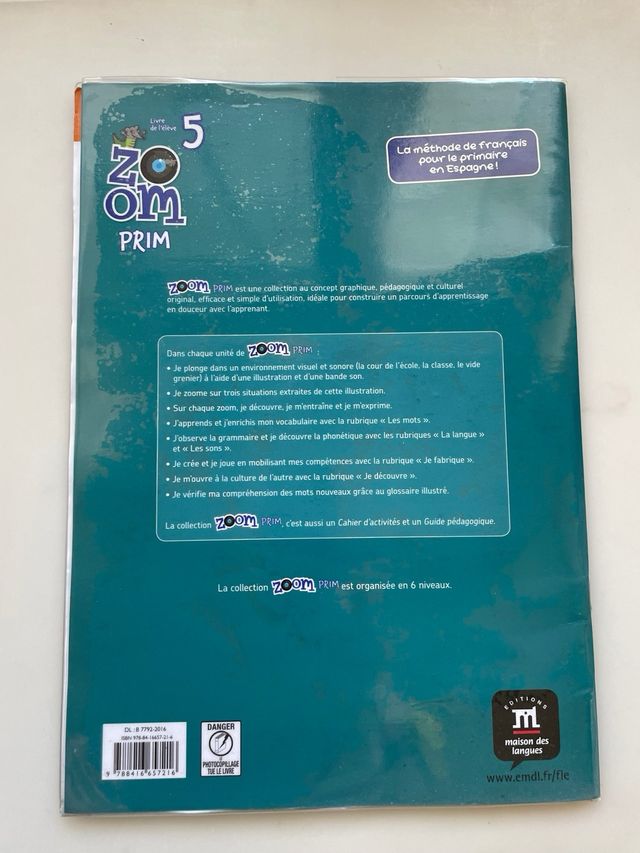 Livre
de l'élève 5
ZOOM
PRIM
La méthode de français
pour le primaire
en Espagne !
ZOOM PRIM est une collection au concept graphique, pédagogique et culturel
original, efficace et simple d'utilisation, idéale pour construire un parcours d'apprentissage
en douceur avec l'apprenant.
Dans chaque unité de ZOOM PRIM :
• Je plonge dans un environnement visuel et sonore (la cour de l'école, la classe, le vide
grenier) à l'aide d'une illustration et d'une bande son.
• Je zoome sur trois situations extraites de cette illustration.
• Sur chaque zoom, je découvre, je m'entraîne et je m'exprime.
• J'apprends et j'enrichis mon vocabulaire avec la rubrique « Les mots ».
• J'observe la grammaire et je découvre la phonétique avec les rubriques « La langue »
et « Les sons ».
• Je crée et je joue en mobilisant mes compétences avec la rubrique « Je fabrique ».
• Je m'ouvre à la culture de l'autre avec la rubrique « Je découvre ».
• Je vérifie ma compréhension des mots nouveaux grâce au glossaire illustré.
La collection ZOOM PRIM, c'est aussi un Cahier d'activités et un Guide pédagogique.
La collection ZOOM PRIM est organisée en 6 niveaux.
DL : B 7792-2016
ISBN 978-84-16657-21-6
9 788416 657216
DANGER
PHOTOCOPILLAGE
TUE LE LIVRE
EDITIONS
m
maison des
langues
www.emdl.fr/fle